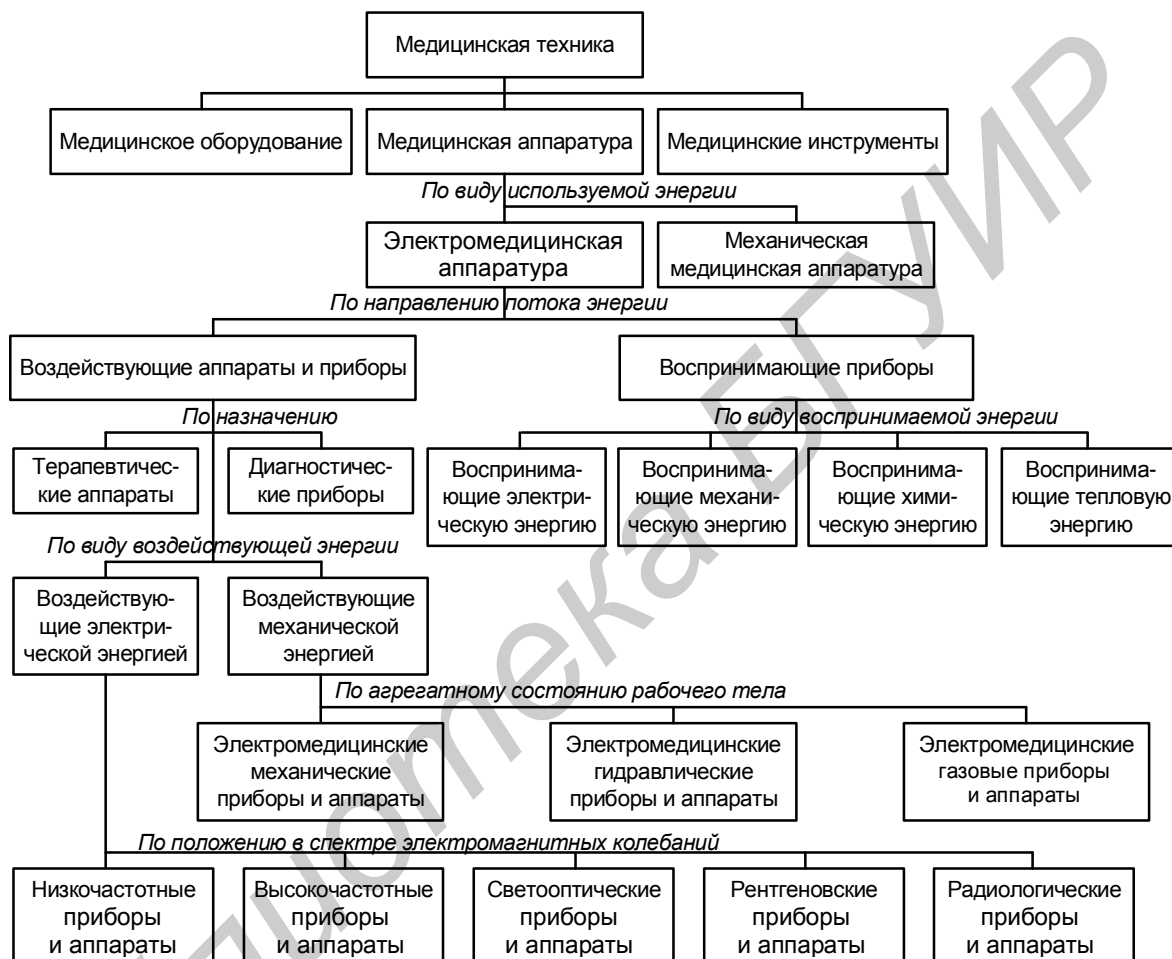 Медицинская техника
Медицинское оборудование
Медицинская аппаратура
Медицинские инструменты
По виду используемой энергии
Электромедицинская
аппаратура
Механическая
медицинская аппаратура
По направлению потока энергии
Воздействующие аппараты и приборы
Воспринимающие приборы
По назначению
По виду воспринимаемой энергии
Терапевтичес-
кие аппараты
Диагностичес-
кие приборы
Воспринима-
ющие электри-
ческую энергию
Воспринима-
ющие механи-
ческую энергию
Воспринима-
ющие хими-
ческую энергию
Воспринима-
ющие тепловую
энергию
По виду воздействующей энергии
Воздействую-
щие электри-
ческой энергией
Воздействующие
механической
энергией
По агрегатному состоянию рабочего тела
Электромедицинские
механические
приборы и аппараты
Электромедицинские
гидравлические
приборы и аппараты
Электромедицинские
газовые приборы
и аппараты
По положению в спектре электромагнитных колебаний
Низкочастотные
приборы
и аппараты
Высокочастотные
приборы
и аппараты
Светооптические
приборы
и аппараты
Рентгеновские
приборы
и аппараты
Радиологические
приборы
и аппараты
БГУИР